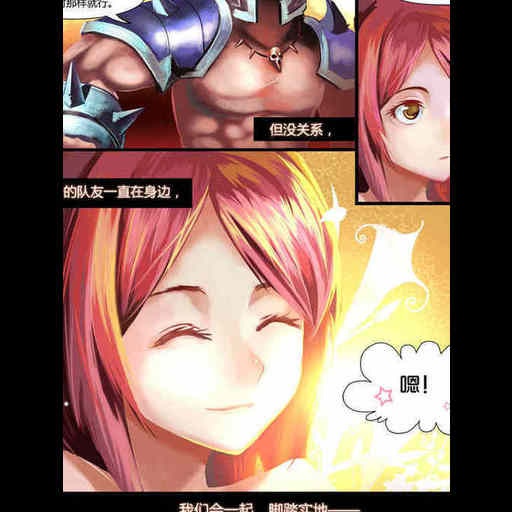 那样就行。
但没关系，
的队友一直在身边，
嗯！
我们会一起，脚踏实地——